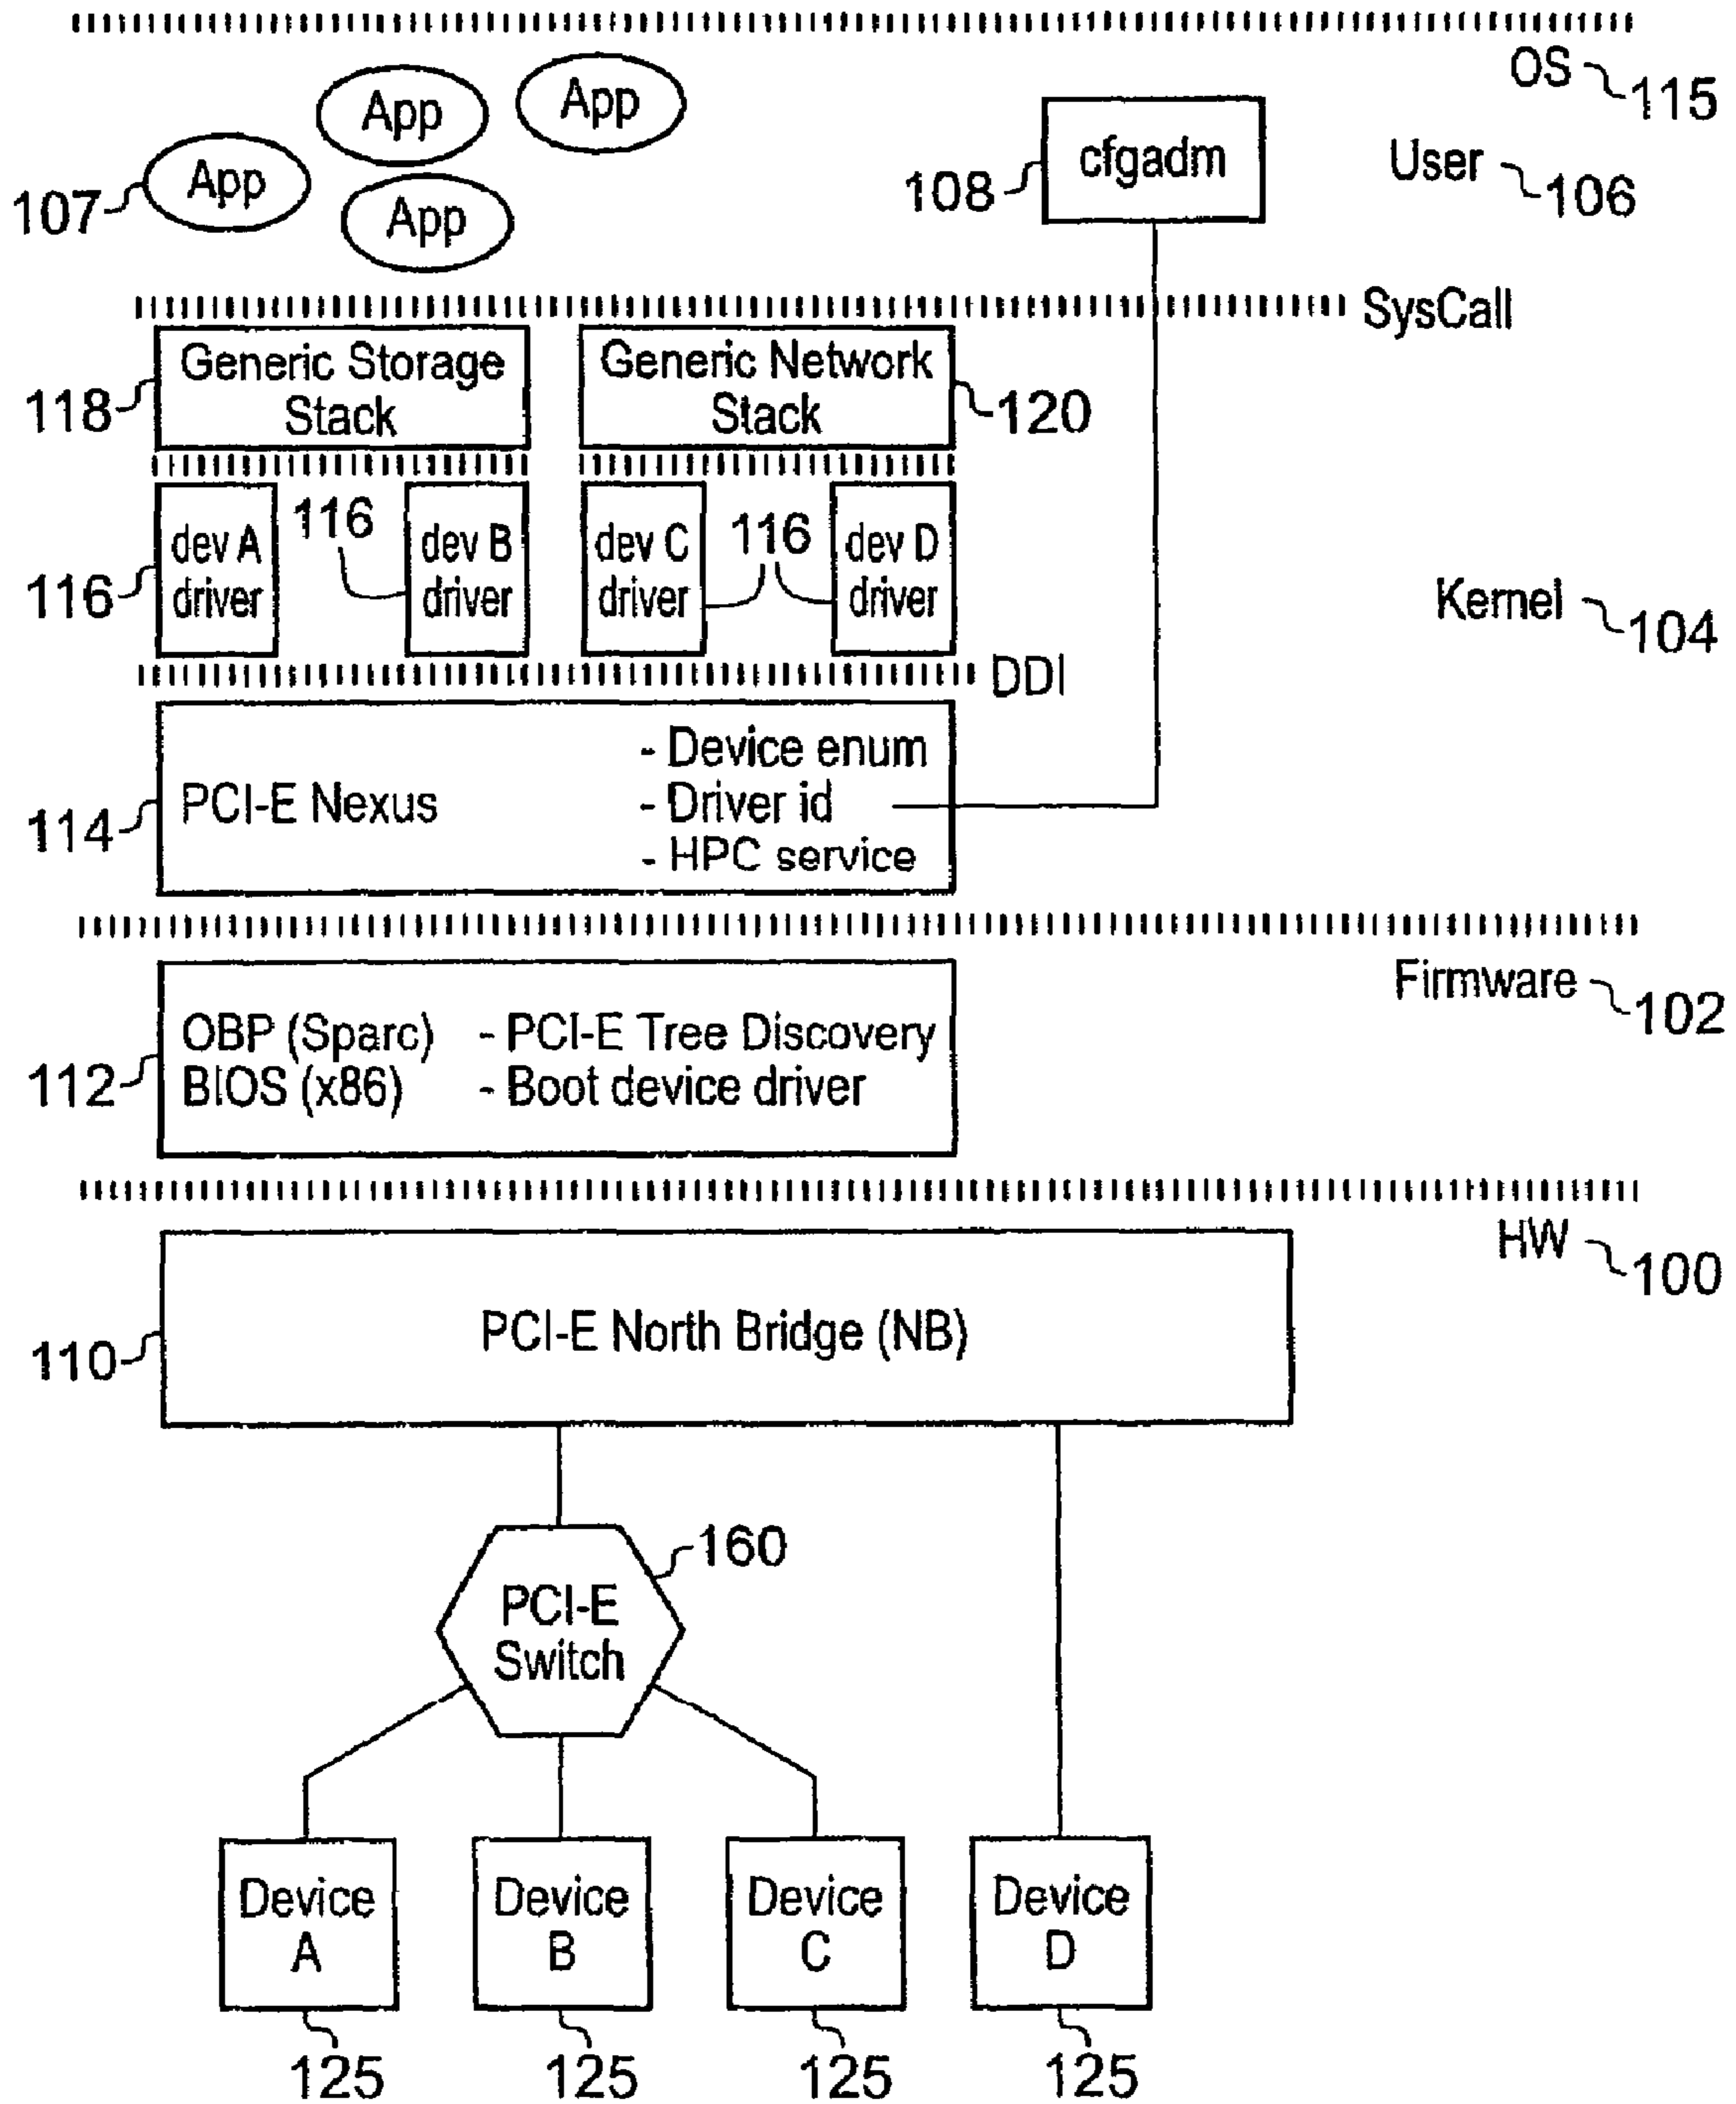 OS 115
App
App
App
App
107
cfgadm
108
User 106
SysCall
Generic Storage
Stack
118
Generic Network
Stack
120
dev A
driver
116
116
dev B
driver
dev C
driver
116
dev D
driver
Kernel 104
DDI
PCI-E Nexus
- Device enum
- Driver id
- HPC service
114
Firmware 102
OBP (Sparc) - PCI-E Tree Discovery
BIOS (x86) - Boot device driver
112
HW 100
PCI-E North Bridge (NB)
110
160
PCI-E
Switch
Device
A
Device
B
Device
C
Device
D
125
125
125
125